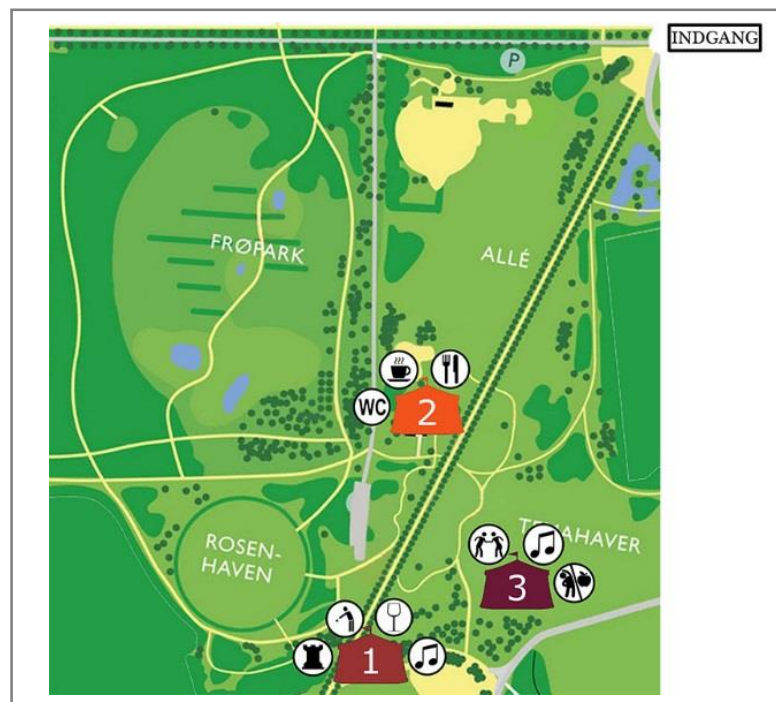 INDGANG
P
FRØPARK
ALLÉ
WC
2
ROSEN-
HAVEN
3
1